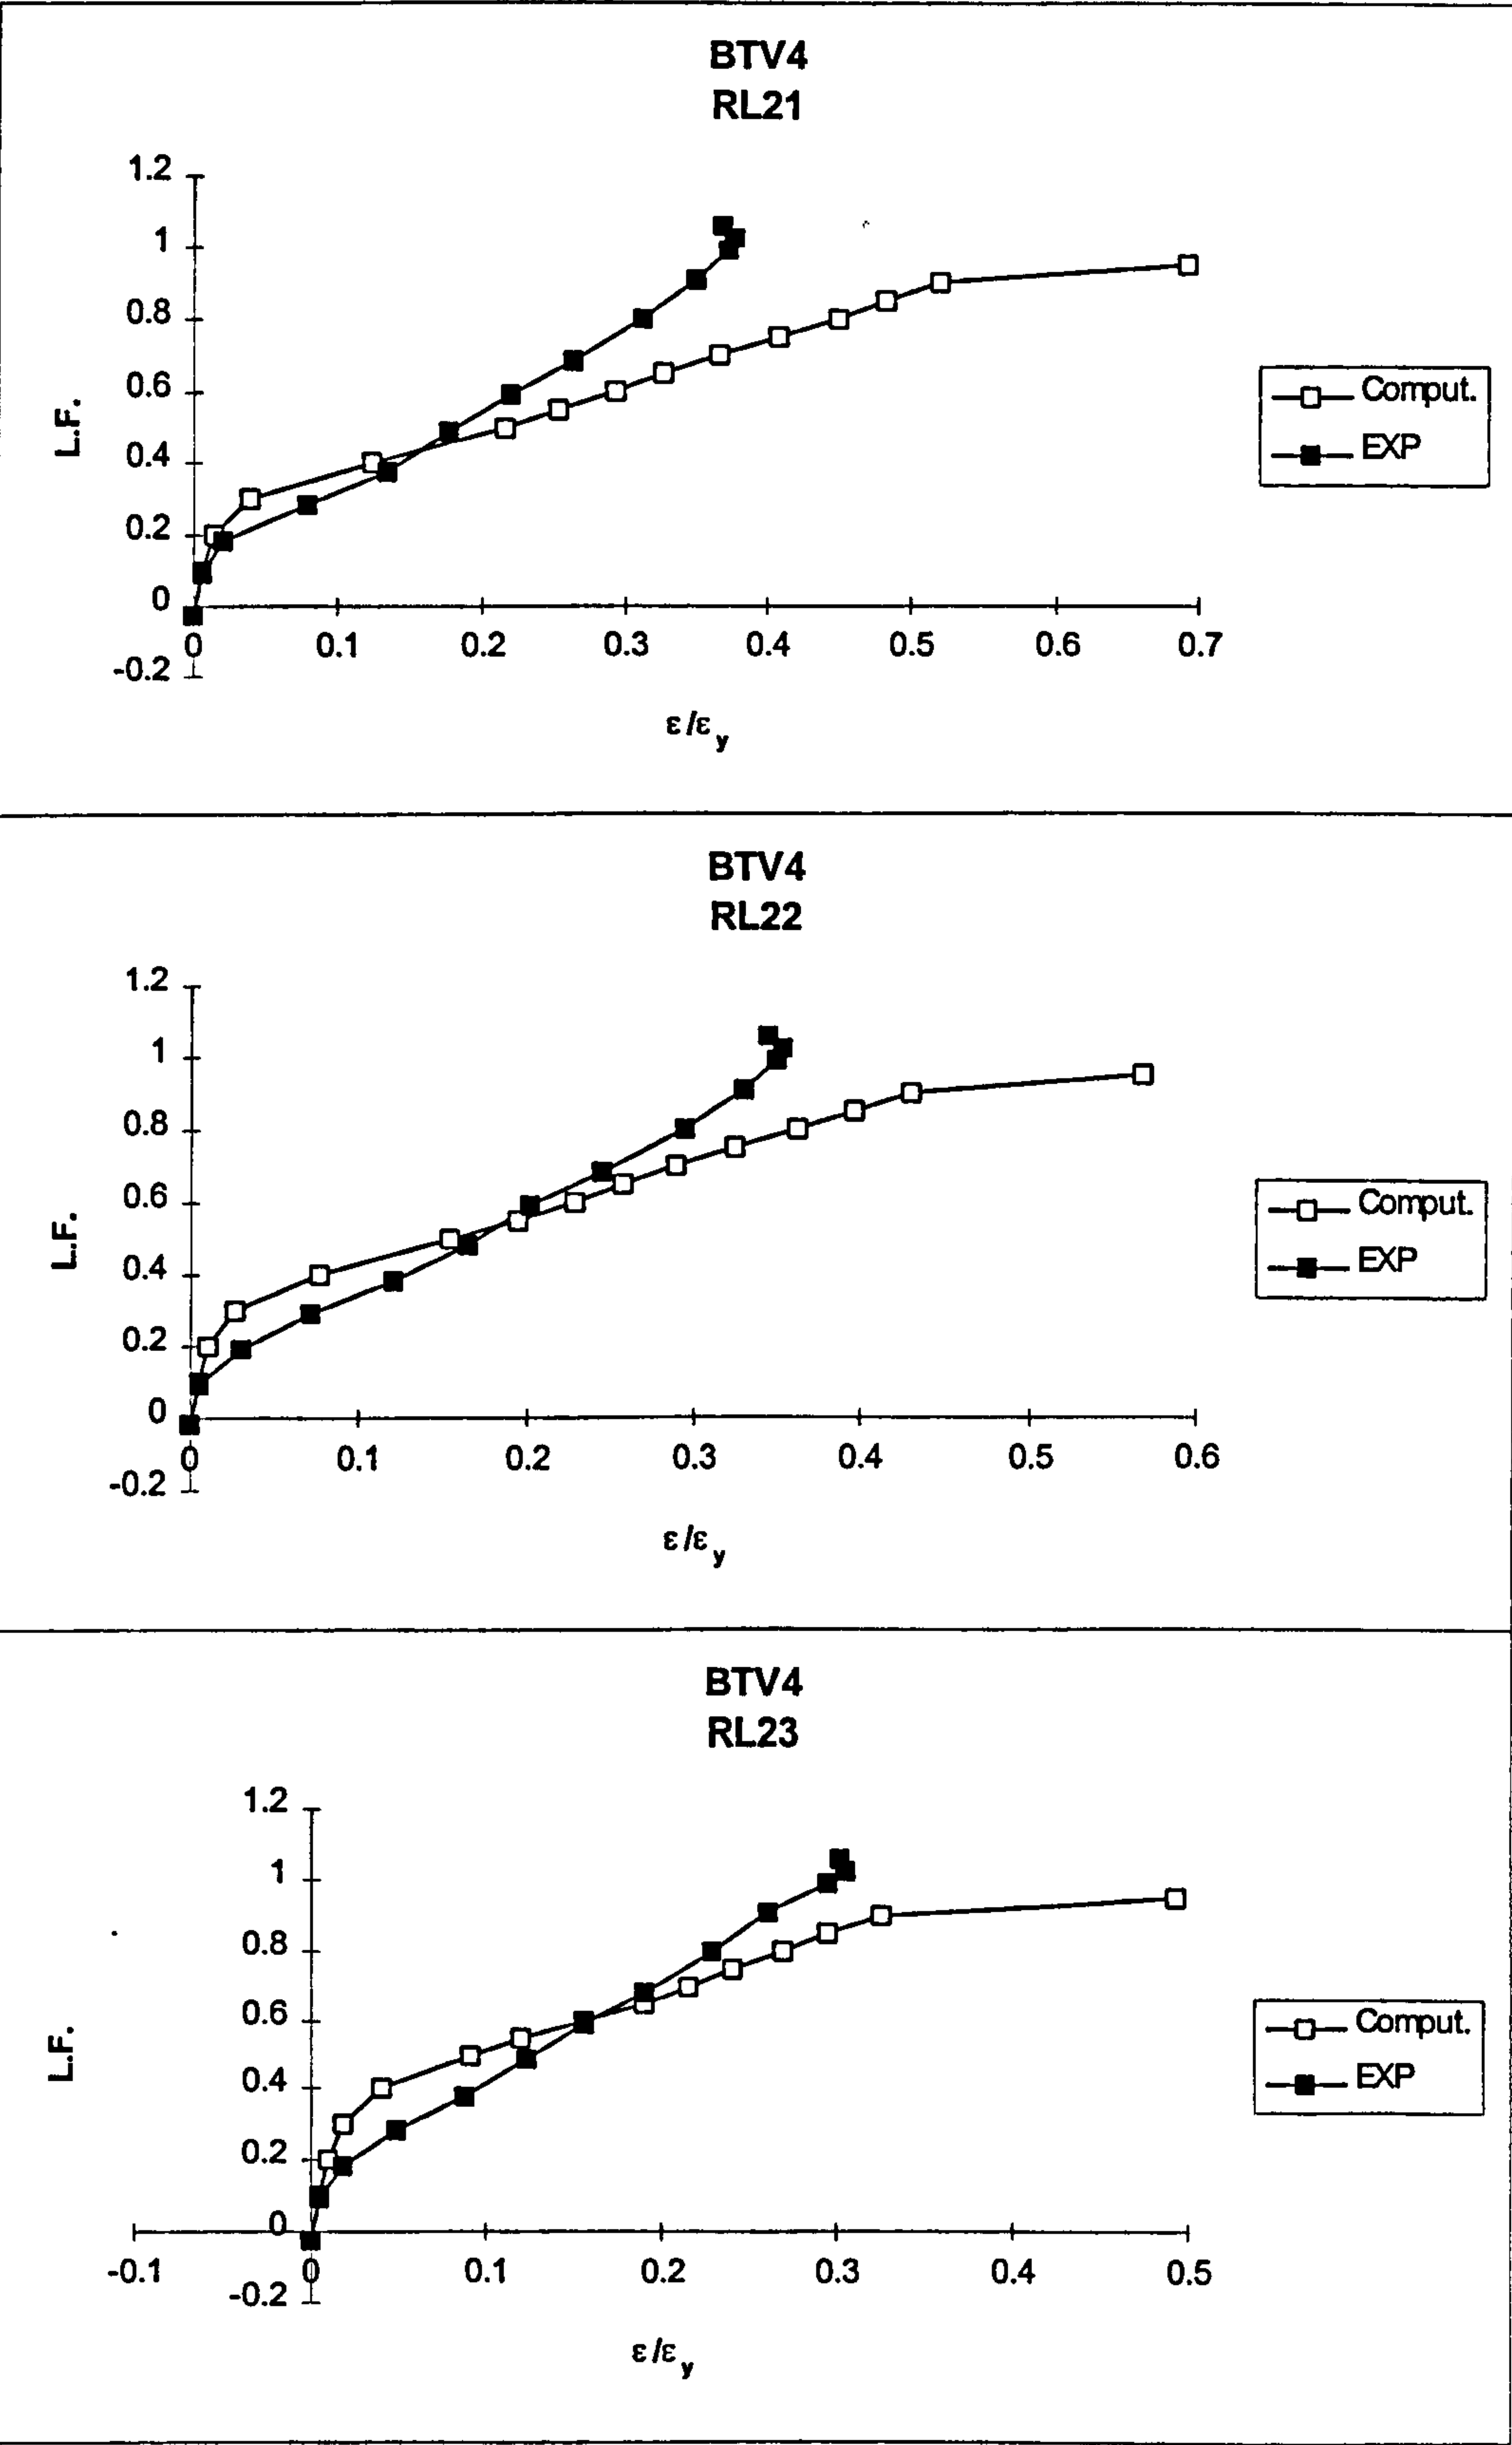 BTV4
RL21
1.2
1
0.8
0.6
0.4
0.2
0
-0.2
L.F.
0 0.1 0.2 0.3 0.4 0.5 0.6 0.7
ε/εy
Comput.
EXP
BTV4
RL22
1.2
1
0.8
0.6
0.4
0.2
0
-0.2
L.F.
0 0.1 0.2 0.3 0.4 0.5 0.6
ε/εy
Comput.
EXP
BTV4
RL23
1.2
1
0.8
0.6
0.4
0.2
0
-0.2
L.F.
-0.1 0 0.1 0.2 0.3 0.4 0.5
ε/εy
Comput.
EXP